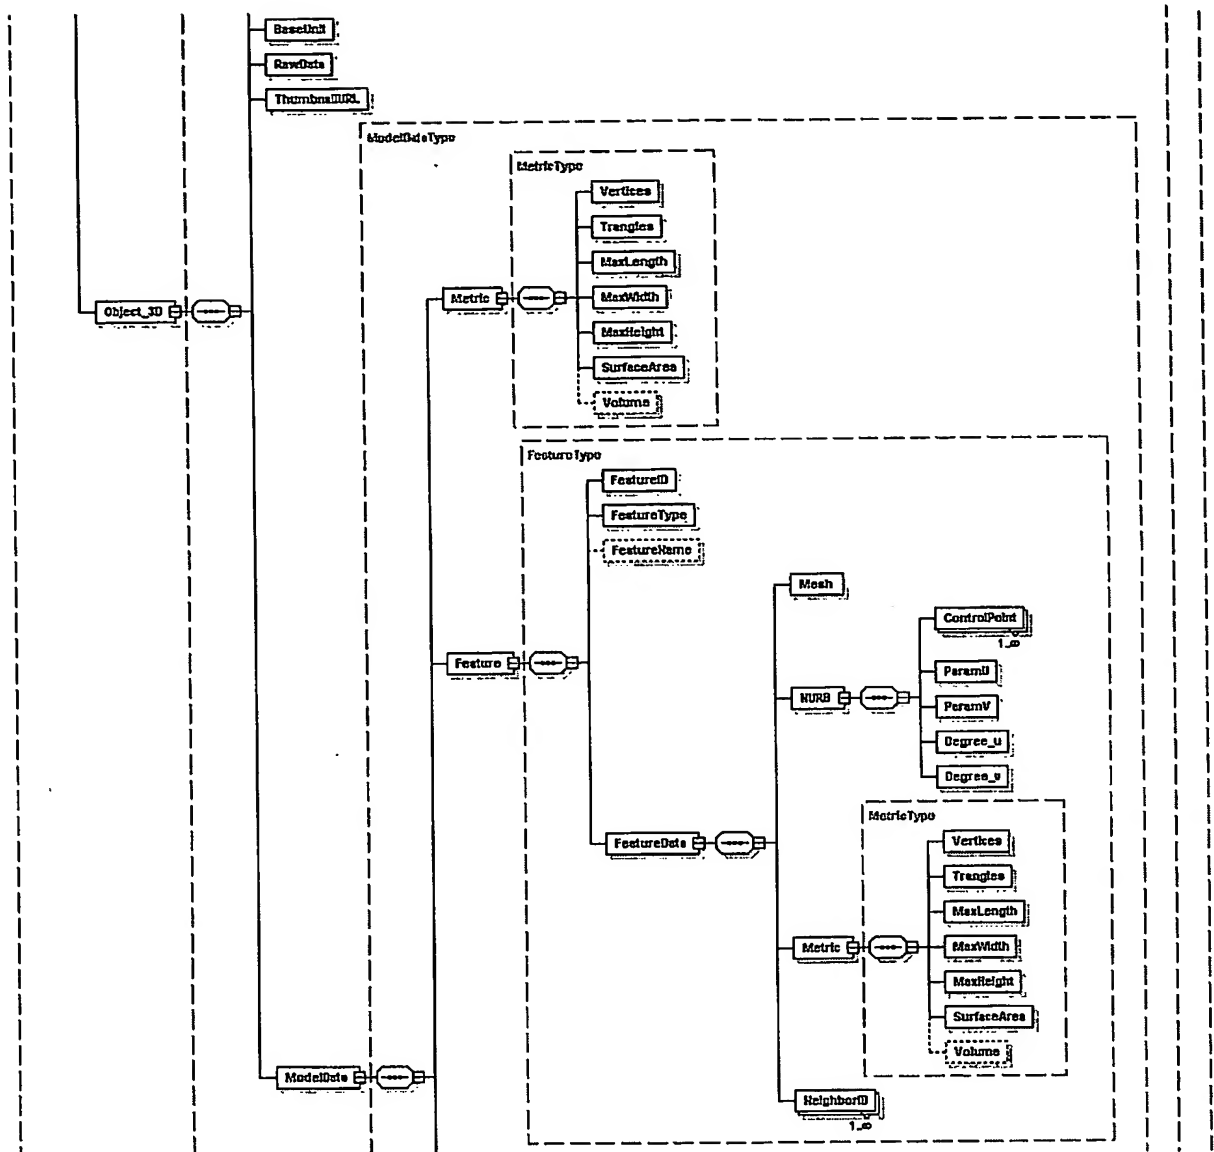 BaseUnit
RawData
ThumbnailURL
ModelDataType
MetricType
Vertices
Trangles
MaxLength
Object_3D
Metric
MaxWidth
MaxHeight
SurfaceArea
Volume
FeatureType
FeatureID
FeatureType
FeatureName
Mesh
ControlPoint
1..∞
Feature
ParamU
NURB
ParamV
Degree_u
Degree_v
MetricType
FeatureData
Vertices
Trangles
MaxLength
Metric
MaxWidth
MaxHeight
SurfaceArea
Volume
ModelData
NeighborID
1..∞